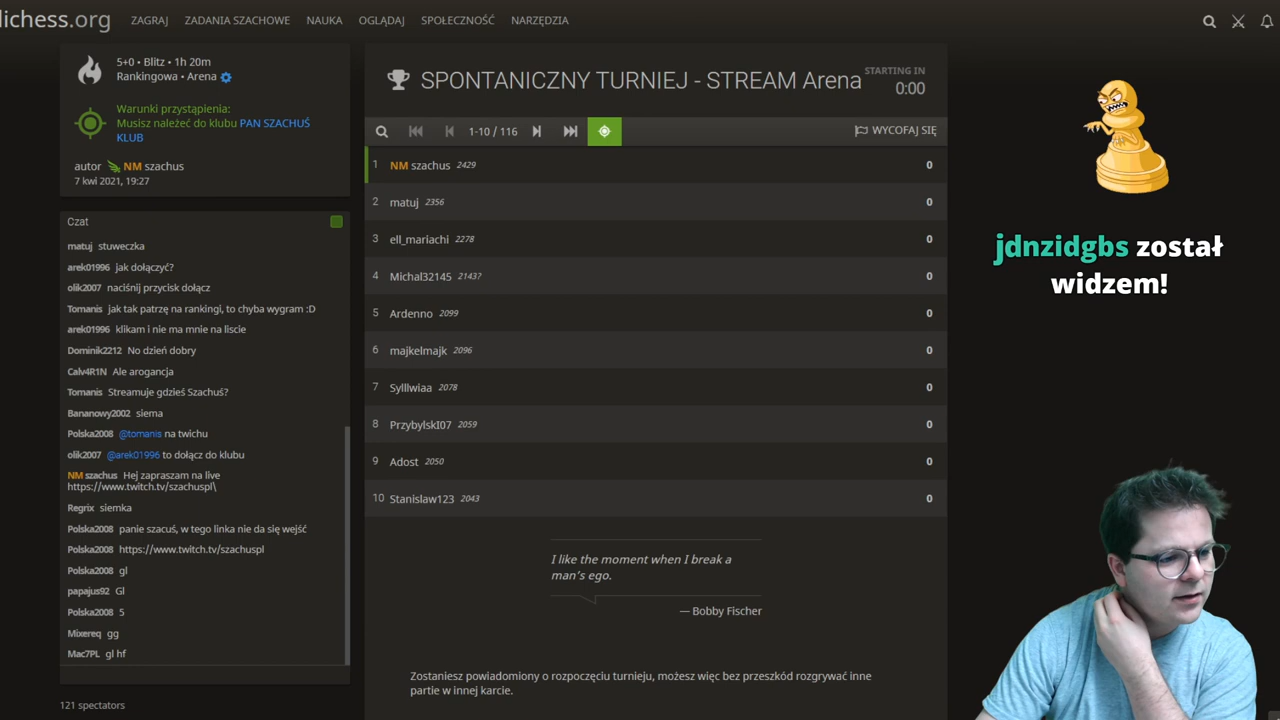 lichess.org
ZAGRAJ
ZADANIA SZACHOWE
NAUKA
OGLĄDAJ
SPOŁECZNOŚĆ
NARZĘDZIA
5+0 • Blitz • 1h 20m
Rankingowa • Arena
Warunki przystąpienia:
Musisz należeć do klubu PAN SZACHUŚ
KLUB
autor NM szachus
7 kwi 2021, 19:27
Czat
matuj stuweczka
arek01996 jak dołączyć?
olik2007 naciśnij przycisk dołącz
Tomanis jak tak patrzę na rankingi, to chyba wygram :D
arek01996 klikam i nie ma mnie na liscie
Dominik2212 No dzień dobry
Calv4R1N Ale arogancja
Tomanis Streamuje gdzieś Szachuś?
Bananowy2002 siema
Polska2008 @tomanis na twichu
olik2007 @arek01996 to dołącz do klubu
NM szachus Hej zapraszam na live
https://www.twitch.tv/szachuspl\
Regrix siemka
Polska2008 panie szacuś, w tego linka nie da się wejść
Polska2008 https://www.twitch.tv/szachuspl
Polska2008 gl
papajus92 Gl
Polska2008 5
Mixereq gg
Mac7PL gl hf
121 spectators
SPONTANICZNY TURNIEJ - STREAM Arena
STARTING IN
0:00
1-10 / 116
WYCOFAJ SIĘ
1 NM szachus 2429 0
2 matuj 2356 0
3 ell_mariachi 2278 0
4 Michal32145 2143? 0
5 Ardenno 2099 0
6 majkelmajk 2096 0
7 Sylllwiaa 2078 0
8 PrzybylskI07 2059 0
9 Adost 2050 0
10 Stanislaw123 2043 0
I like the moment when I break a
man's ego.
— Bobby Fischer
Zostaniesz powiadomiony o rozpoczęciu turnieju, możesz więc bez przeszkód rozgrywać inne
partie w innej karcie.
jdnzidgbs został
widzem!